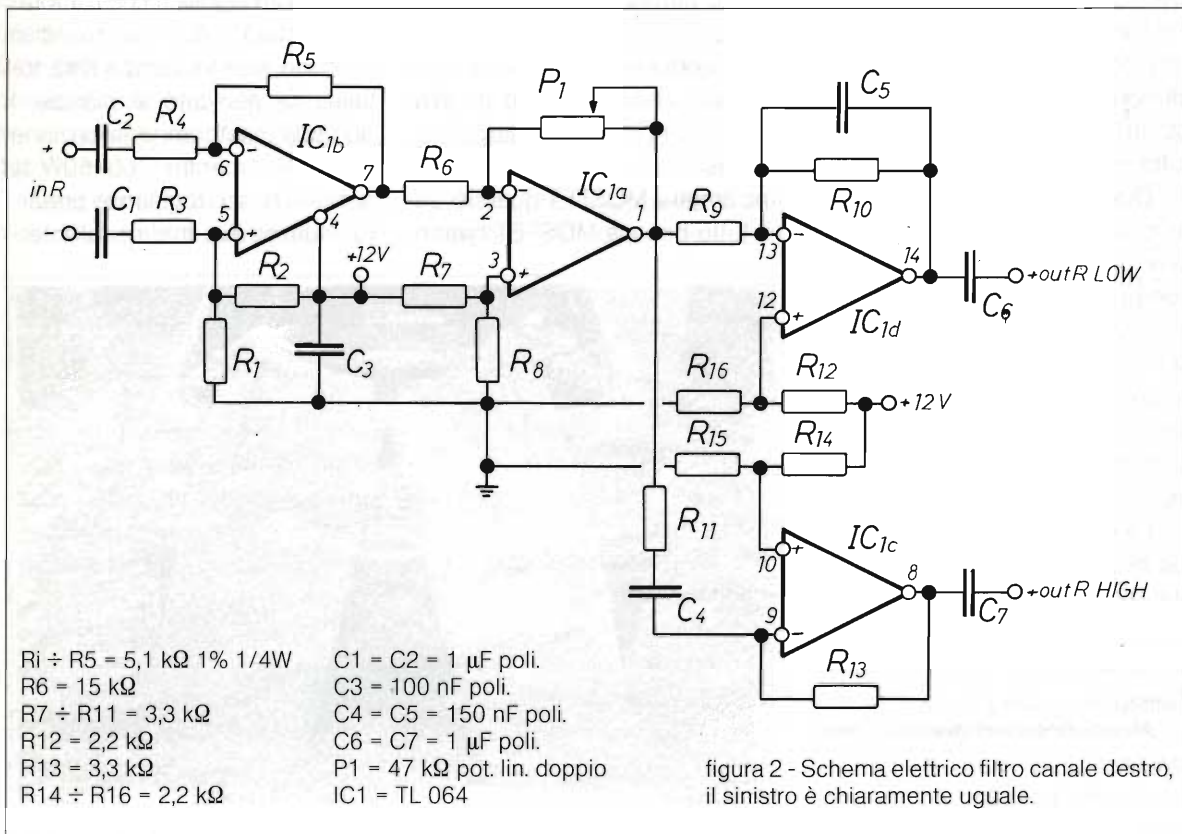 R5
P1
C5
C2
R4
IC1b
+
6
-
7
R6
IC1a
R10
in R
C1
R3
5
+
4
2
-
1
R9
13
-
14
R2
+12V
R7
3
+
12
+
+out R LOW
C6
IC1d
R1
C3
R8
R16
R12
+12 V
R15
R14
R11
10
+
IC1c
8
+out R HIGH
C4
9
-
C7
R13
Ri ÷ R5 = 5,1 kΩ 1% 1/4W
R6 = 15 kΩ
R7 ÷ R11 = 3,3 kΩ
R12 = 2,2 kΩ
R13 = 3,3 kΩ
R14 ÷ R16 = 2,2 kΩ
C1 = C2 = 1 µF poli.
C3 = 100 nF poli.
C4 = C5 = 150 nF poli.
C6 = C7 = 1 µF poli.
P1 = 47 kΩ pot. lin. doppio
IC1 = TL 064
figura 2 - Schema elettrico filtro canale destro,
il sinistro è chiaramente uguale.